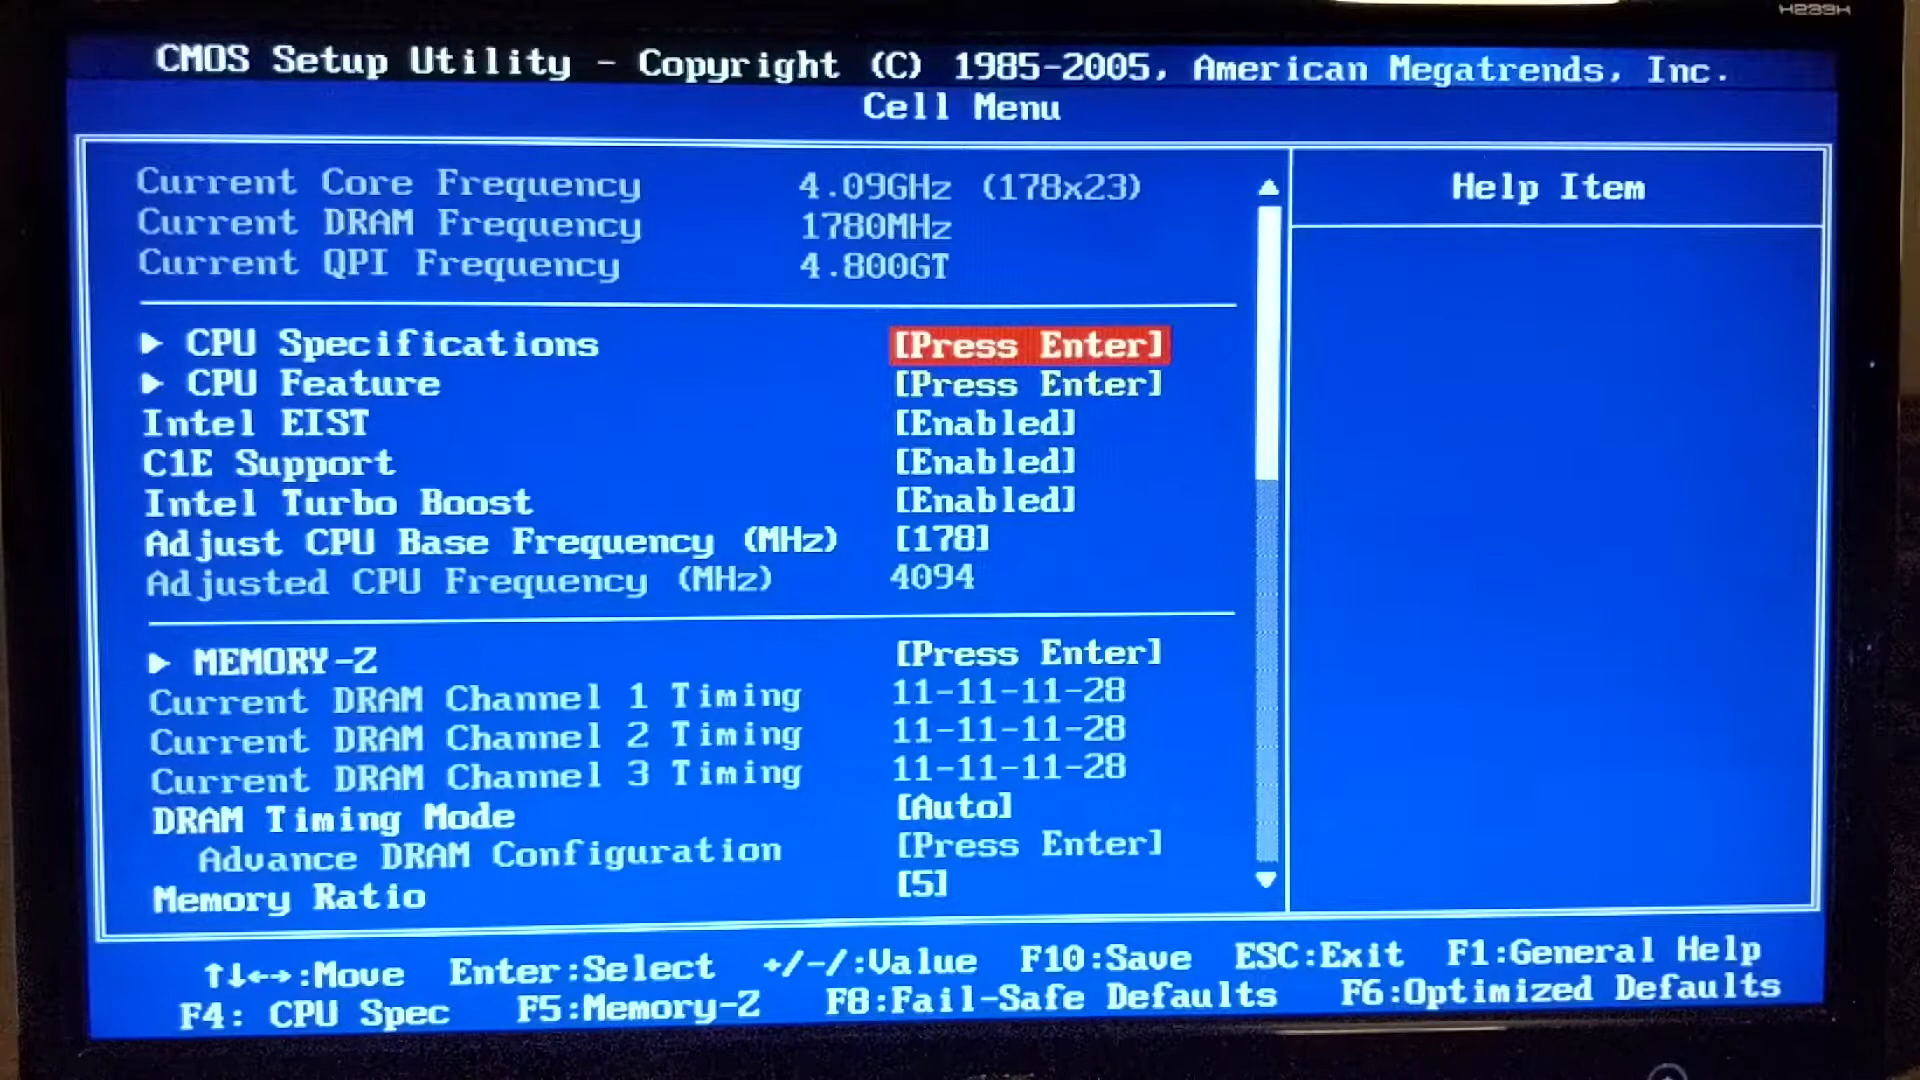 H233H
CMOS Setup Utility - Copyright (C) 1985-2005, American Megatrends, Inc.
Cell Menu
Current Core Frequency 4.09GHz (178x23)
Current DRAM Frequency 1780MHz
Current QPI Frequency 4.800GT
Help Item
▶ CPU Specifications [Press Enter]
▶ CPU Feature [Press Enter]
Intel EIST [Enabled]
C1E Support [Enabled]
Intel Turbo Boost [Enabled]
Adjust CPU Base Frequency (MHz) [178]
Adjusted CPU Frequency (MHz) 4094
▶ MEMORY-Z [Press Enter]
Current DRAM Channel 1 Timing 11-11-11-28
Current DRAM Channel 2 Timing 11-11-11-28
Current DRAM Channel 3 Timing 11-11-11-28
DRAM Timing Mode [Auto]
Advance DRAM Configuration [Press Enter]
Memory Ratio [5]
↑↓←→:Move Enter:Select +/-/:Value F10:Save ESC:Exit F1:General Help
F4: CPU Spec F5:Memory-Z F8:Fail-Safe Defaults F6:Optimized Defaults